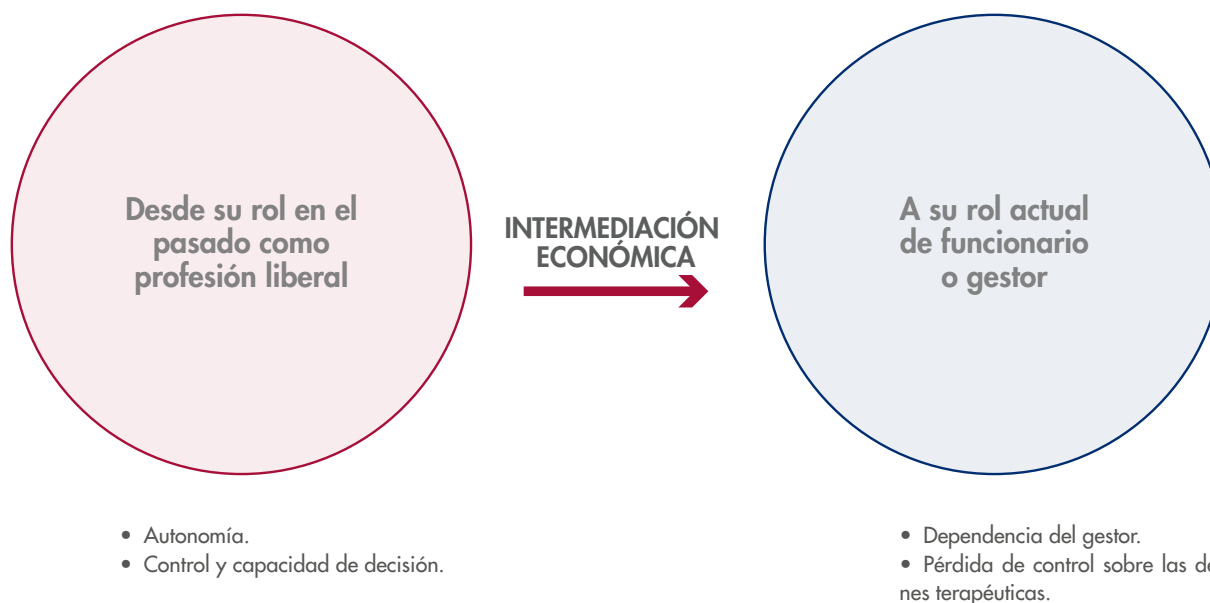 Desde su rol en el
pasado como
profesión liberal
INTERMEDIACIÓN
ECONÓMICA
A su rol actual
de funcionario
o gestor
• Autonomía.
• Control y capacidad de decisión.
• Dependencia del gestor.
• Pérdida de control sobre las de
nes terapéuticas.